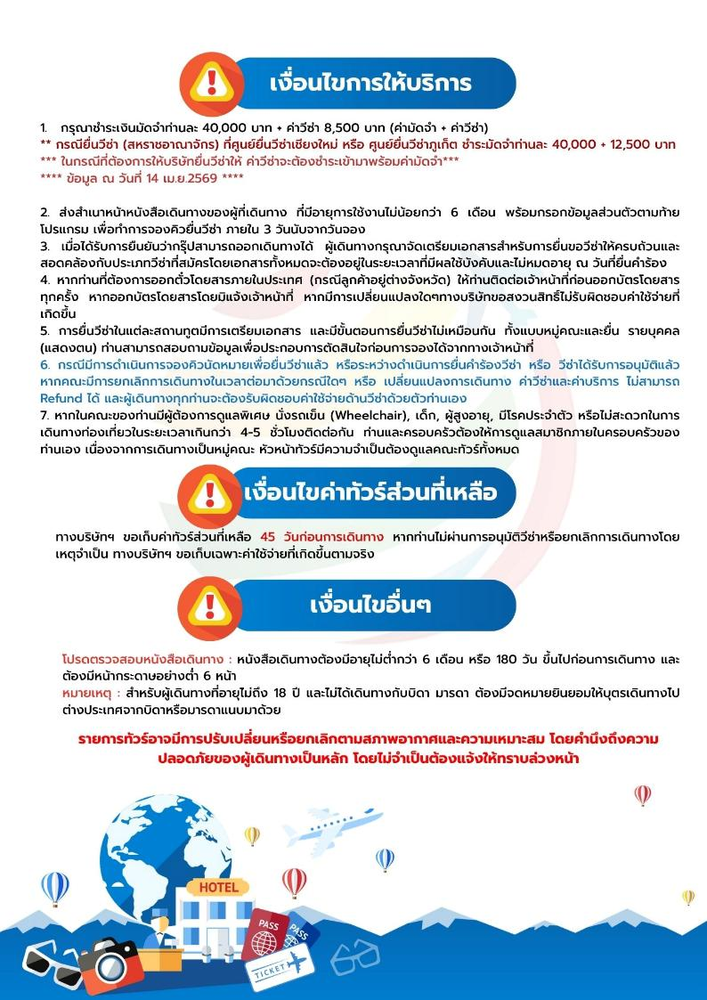 เงื่อนไขการให้บริการ
1. กรุณาชำระเงินมัดจำท่านละ 40,000 บาท + ค่าวีซ่า 8,500 บาท (ค่ามัดจำ + ค่าวีซ่า)
** กรณียื่นวีซ่า (สหราชอาณาจักร) ที่ศูนย์ยื่นวีซ่าเชียงใหม่ หรือ ศูนย์ยื่นวีซ่าภูเก็ต ชำระมัดจำท่านละ 40,000 + 12,500 บาท
*** ในกรณีที่ต้องการให้บริษัทยื่นวีซ่าให้ ค่าวีซ่าจะต้องชำระเข้ามาพร้อมค่ามัดจำ***
**** ข้อมูล ณ วันที่ 14 เม.ย.2569 ****
2. ส่งสำเนาหน้าหนังสือเดินทางของผู้ที่เดินทาง ที่มีอายุการใช้งานไม่น้อยกว่า 6 เดือน พร้อมกรอกข้อมูลส่วนตัวตามท้าย
โปรแกรม เพื่อทำการจองคิวยื่นวีซ่า ภายใน 3 วันนับจากวันจอง
3. เมื่อได้รับการยืนยันว่ากรุ๊ปสามารถออกเดินทางได้ ผู้เดินทางกรุณาจัดเตรียมเอกสารสำหรับการยื่นขอวีซ่าให้ครบถ้วนและ
สอดคล้องกับประเภทวีซ่าที่สมัครโดยเอกสารทั้งหมดจะต้องอยู่ในระยะเวลาที่มีผลใช้บังคับและไม่หมดอายุ ณ วันที่ยื่นคำร้อง
4. หากท่านที่ต้องการออกตั๋วโดยสารภายในประเทศ (กรณีลูกค้าอยู่ต่างจังหวัด) ให้ท่านติดต่อเจ้าหน้าที่ก่อนออกบัตรโดยสาร
ทุกครั้ง หากออกบัตรโดยสารโดยมิแจ้งเจ้าหน้าที่ หากมีการเปลี่ยนแปลงใดๆทางบริษัทของสงวนสิทธิ์ไม่รับผิดชอบค่าใช้จ่ายที่
เกิดขึ้น
5. การยื่นวีซ่าในแต่ละสถานทูตมีการเตรียมเอกสาร และมีขั้นตอนการยื่นวีซ่าไม่เหมือนกัน ทั้งแบบหมู่คณะและยื่น รายบุคคล
(แสดงตน) ท่านสามารถสอบถามข้อมูลเพื่อประกอบการตัดสินใจก่อนการจองได้จากทางเจ้าหน้าที่
6. กรณีมีการดำเนินการจองคิวนัดหมายเพื่อยื่นวีซ่าแล้ว หรือระหว่างดำเนินการยื่นคำร้องวีซ่า หรือ วีซ่าได้รับการอนุมัติแล้ว
หากคณะมีการยกเลิกการเดินทางในเวลาต่อมาด้วยกรณีใดๆ หรือ เปลี่ยนแปลงการเดินทาง ค่าวีซ่าและค่าบริการ ไม่สามารถ
Refund ได้ และผู้เดินทางทุกท่านจะต้องรับผิดชอบค่าใช้จ่ายด้านวีซ่าด้วยตัวท่านเอง
7. หากในคณะของท่านมีผู้ต้องการดูแลพิเศษ นั่งรถเข็น (Wheelchair), เด็ก, ผู้สูงอายุ, มีโรคประจำตัว หรือไม่สะดวกในการ
เดินทางท่องเที่ยวในระยะเวลาเกินกว่า 4-5 ชั่วโมงติดต่อกัน ท่านและครอบครัวต้องให้การดูแลสมาชิกภายในครอบครัวของ
ท่านเอง เนื่องจากการเดินทางเป็นหมู่คณะ หัวหน้าทัวร์มีความจำเป็นต้องดูแลคณะทัวร์ทั้งหมด
เงื่อนไขค่าทัวร์ส่วนที่เหลือ
ทางบริษัทฯ ขอเก็บค่าทัวร์ส่วนที่เหลือ 45 วันก่อนการเดินทาง หากท่านไม่ผ่านการอนุมัติวีซ่าหรือยกเลิกการเดินทางโดย
เหตุจำเป็น ทางบริษัทฯ ขอเก็บเฉพาะค่าใช้จ่ายที่เกิดขึ้นตามจริง
เงื่อนไขอื่นๆ
โปรดตรวจสอบหนังสือเดินทาง : หนังสือเดินทางต้องมีอายุไม่ต่ำกว่า 6 เดือน หรือ 180 วัน ขึ้นไปก่อนการเดินทาง และ
ต้องมีหน้ากระดาษอย่างต่ำ 6 หน้า
หมายเหตุ : สำหรับผู้เดินทางที่อายุไม่ถึง 18 ปี และไม่ได้เดินทางกับบิดา มารดา ต้องมีจดหมายยินยอมให้บุตรเดินทางไป
ต่างประเทศจากบิดาหรือมารดาแนบมาด้วย
รายการทัวร์อาจมีการปรับเปลี่ยนหรือยกเลิกตามสภาพอากาศและความเหมาะสม โดยคำนึงถึงความ
ปลอดภัยของผู้เดินทางเป็นหลัก โดยไม่จำเป็นต้องแจ้งให้ทราบล่วงหน้า
HOTEL
PASS
PASS
TICKET